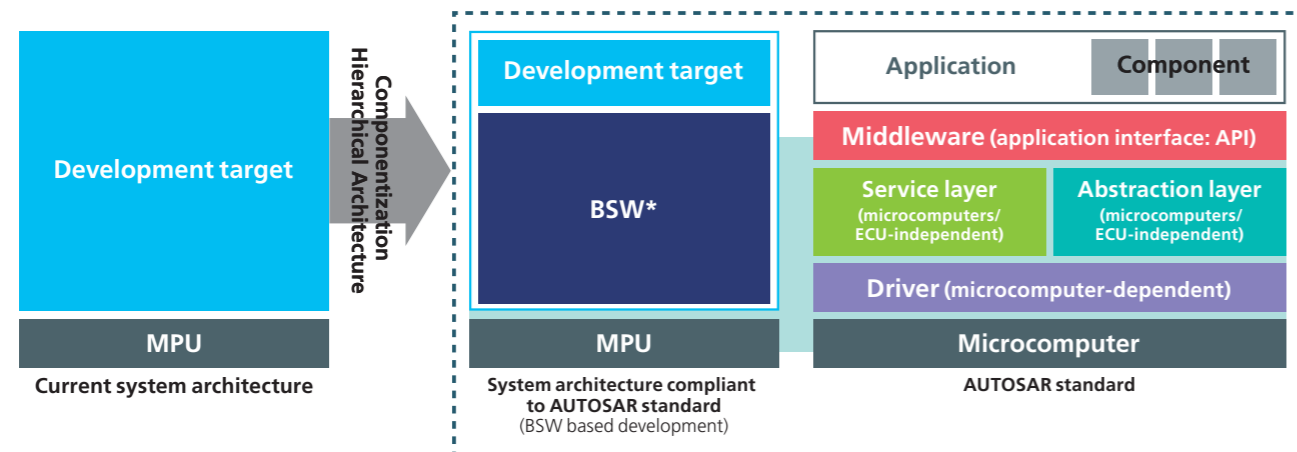 Development target
MPU
Current system architecture
Componentization
Hierarchical Architecture
Development target
BSW*
MPU
System architecture compliant
to AUTOSAR standard
(BSW based development)
Application
Component
Middleware (application interface: API)
Service layer
(microcomputers/
ECU-independent)
Abstraction layer
(microcomputers/
ECU-independent)
Driver (microcomputer-dependent)
Microcomputer
AUTOSAR standard